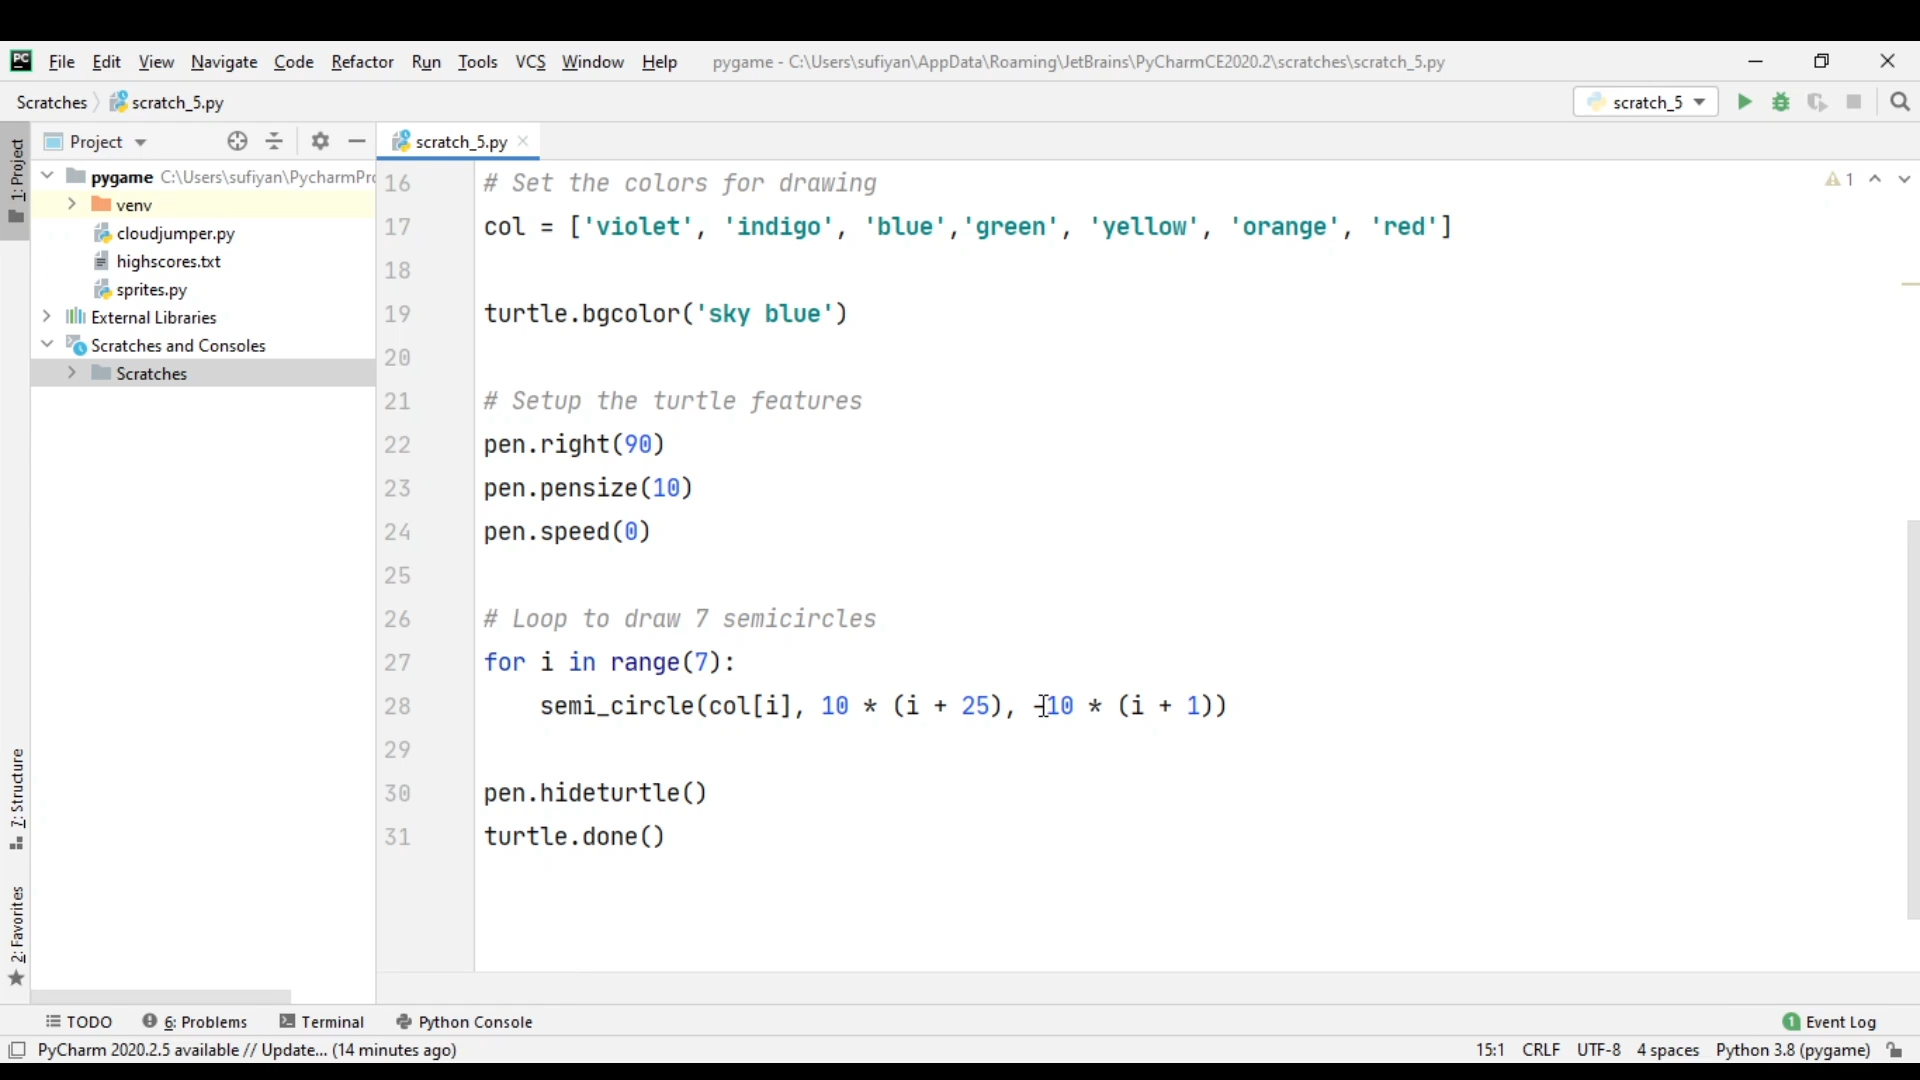 PC File Edit View Navigate Code Refactor Run Tools VCS Window Help pygame - C:\Users\sufiyan\AppData\Roaming\JetBrains\PyCharmCE2020.2\scratches\scratch_5.py
Scratches scratch_5.py scratch_5
Project scratch_5.py
1: Project
pygame C:\Users\sufiyan\PycharmPr
venv
cloudjumper.py
highscores.txt
sprites.py
External Libraries
Scratches and Consoles
Scratches
7: Structure
2: Favorites
1
16 # Set the colors for drawing
17 col = ['violet', 'indigo', 'blue','green', 'yellow', 'orange', 'red']
18
19 turtle.bgcolor('sky blue')
20
21 # Setup the turtle features
22 pen.right(90)
23 pen.pensize(10)
24 pen.speed(0)
25
26 # Loop to draw 7 semicircles
27 for i in range(7):
28     semi_circle(col[i], 10 * (i + 25), -10 * (i + 1))
29
30 pen.hideturtle()
31 turtle.done()
TODO 6: Problems Terminal Python Console 1 Event Log
PyCharm 2020.2.5 available // Update... (14 minutes ago) 15:1 CRLF UTF-8 4 spaces Python 3.8 (pygame)